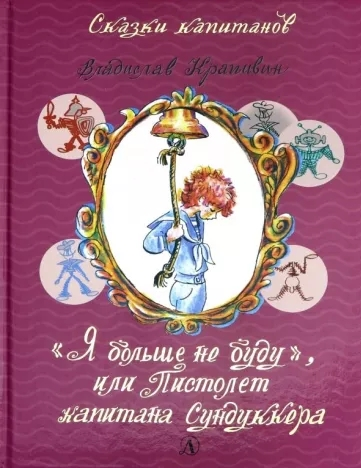 Сказки капитанов
Владислав Крапивин
«Я больше не буду»,
или Пистолет
капитана Сундуккера